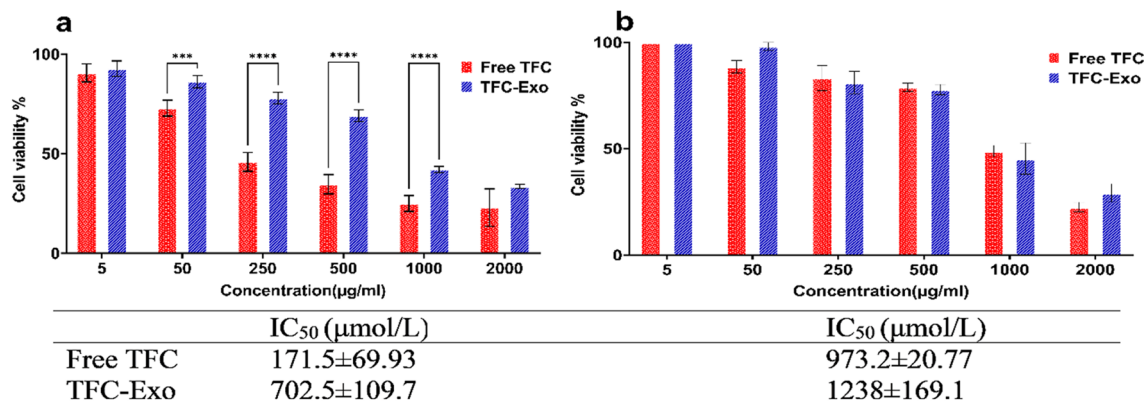 a
100
50
0
Cell viability %
***
****
****
****
Free TFC
TFC-Exo
5 50 250 500 1000 2000
Concentration(µg/ml)
b
100
50
0
Cell viability %
Free TFC
TFC-Exo
5 50 250 500 1000 2000
Concentration(µg/ml)
IC50 (µmol/L) IC50 (µmol/L)
Free TFC 171.5±69.93 973.2±20.77
TFC-Exo 702.5±109.7 1238±169.1